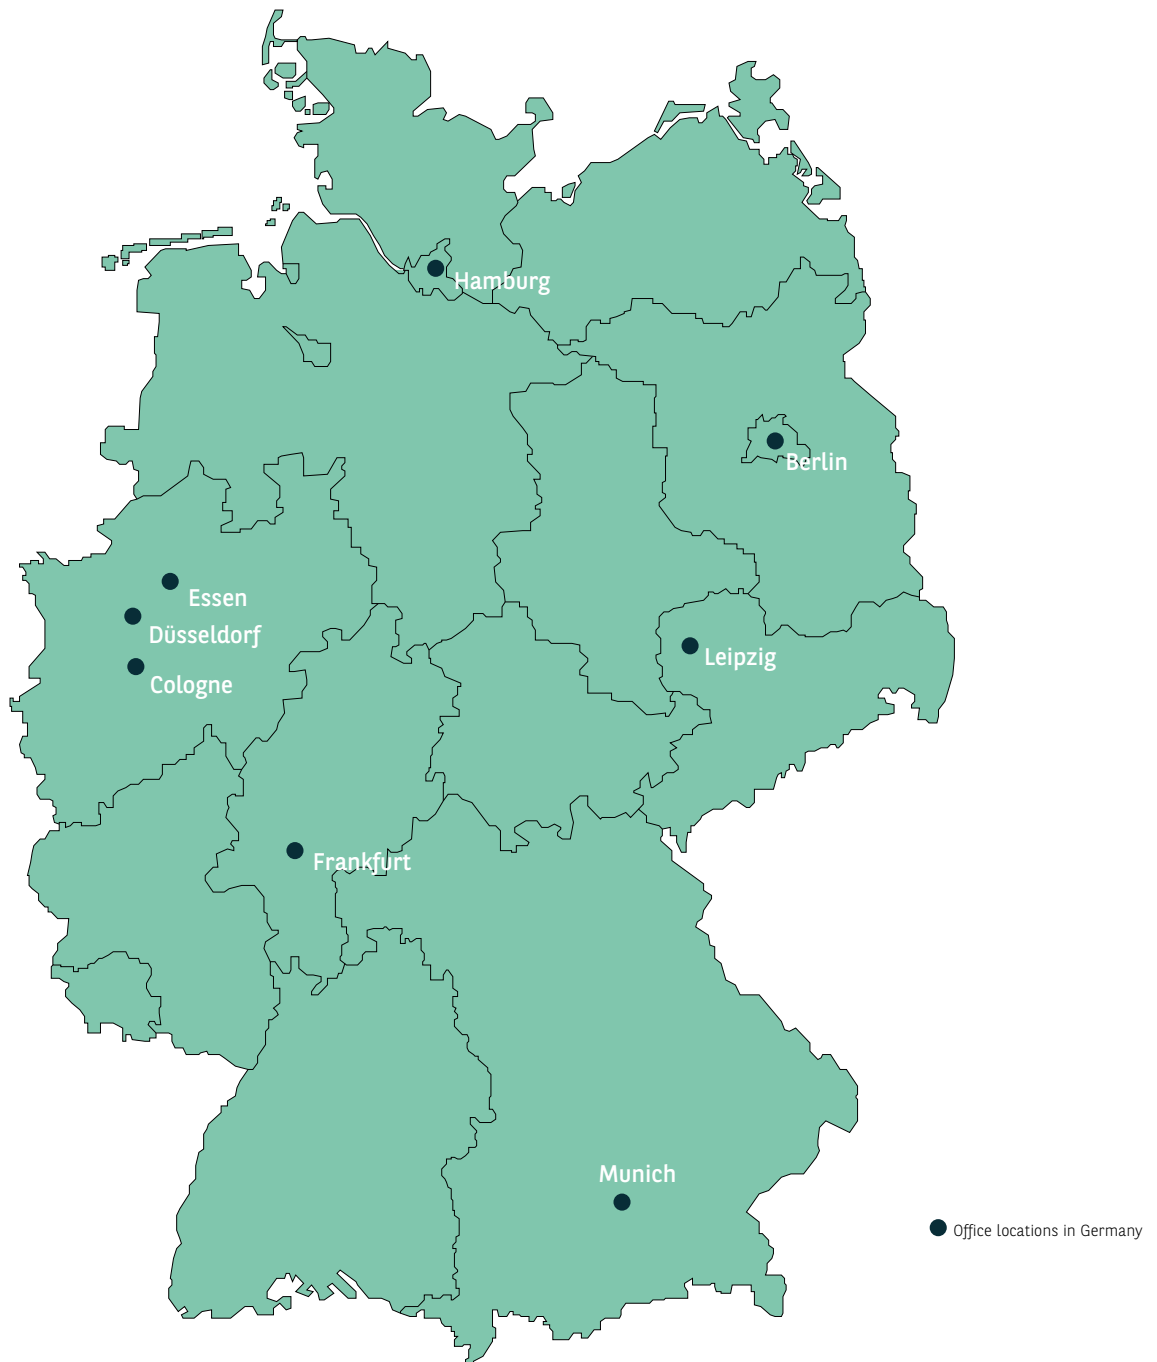 Hamburg
Berlin
Essen
Düsseldorf
Leipzig
Cologne
Frankfurt
Munich
Office locations in Germany